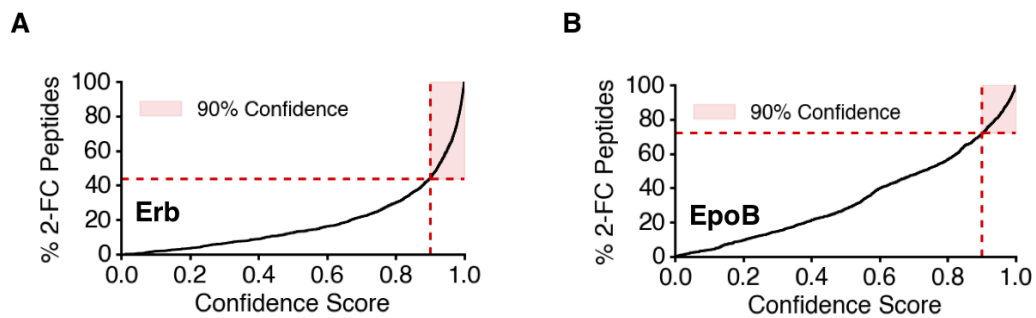 A
% 2-FC Peptides
100
80
60
40
20
0
90% Confidence
Erb
0.0 0.2 0.4 0.6 0.8 1.0
Confidence Score
B
% 2-FC Peptides
100
80
60
40
20
0
90% Confidence
EpoB
0.0 0.2 0.4 0.6 0.8 1.0
Confidence Score